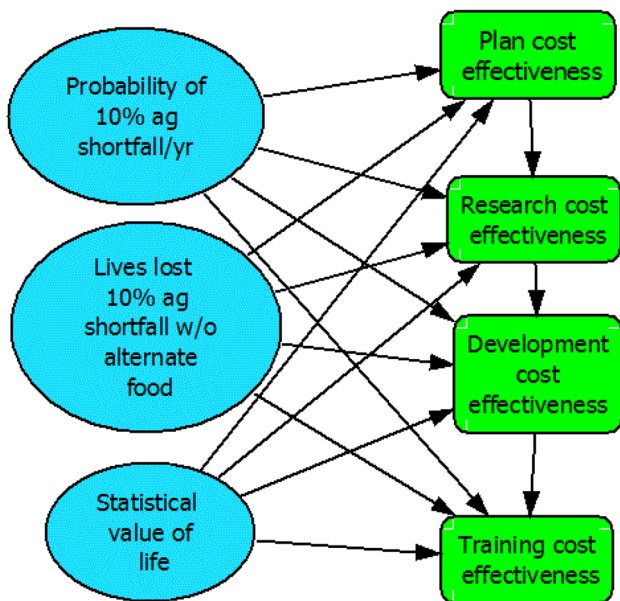 Probability of
10% ag
shortfall/yr
Lives lost
10% ag
shortfall w/o
alternate
food
Statistical
value of
life
Plan cost
effectiveness
Research cost
effectiveness
Development
cost
effectiveness
Training cost
effectiveness